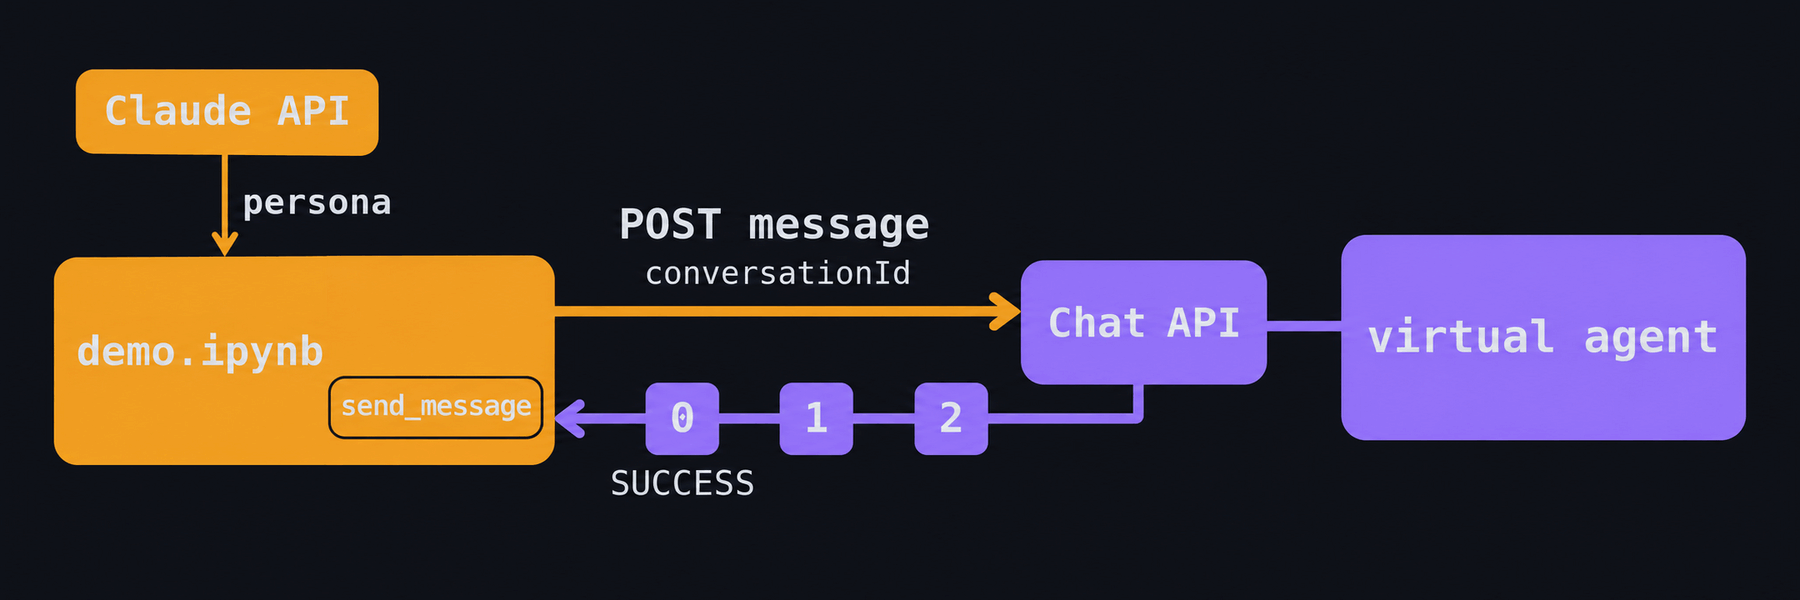 Claude API
persona
POST message
conversationId
demo.ipynb
send_message
Chat API
virtual agent
0
1
2
SUCCESS